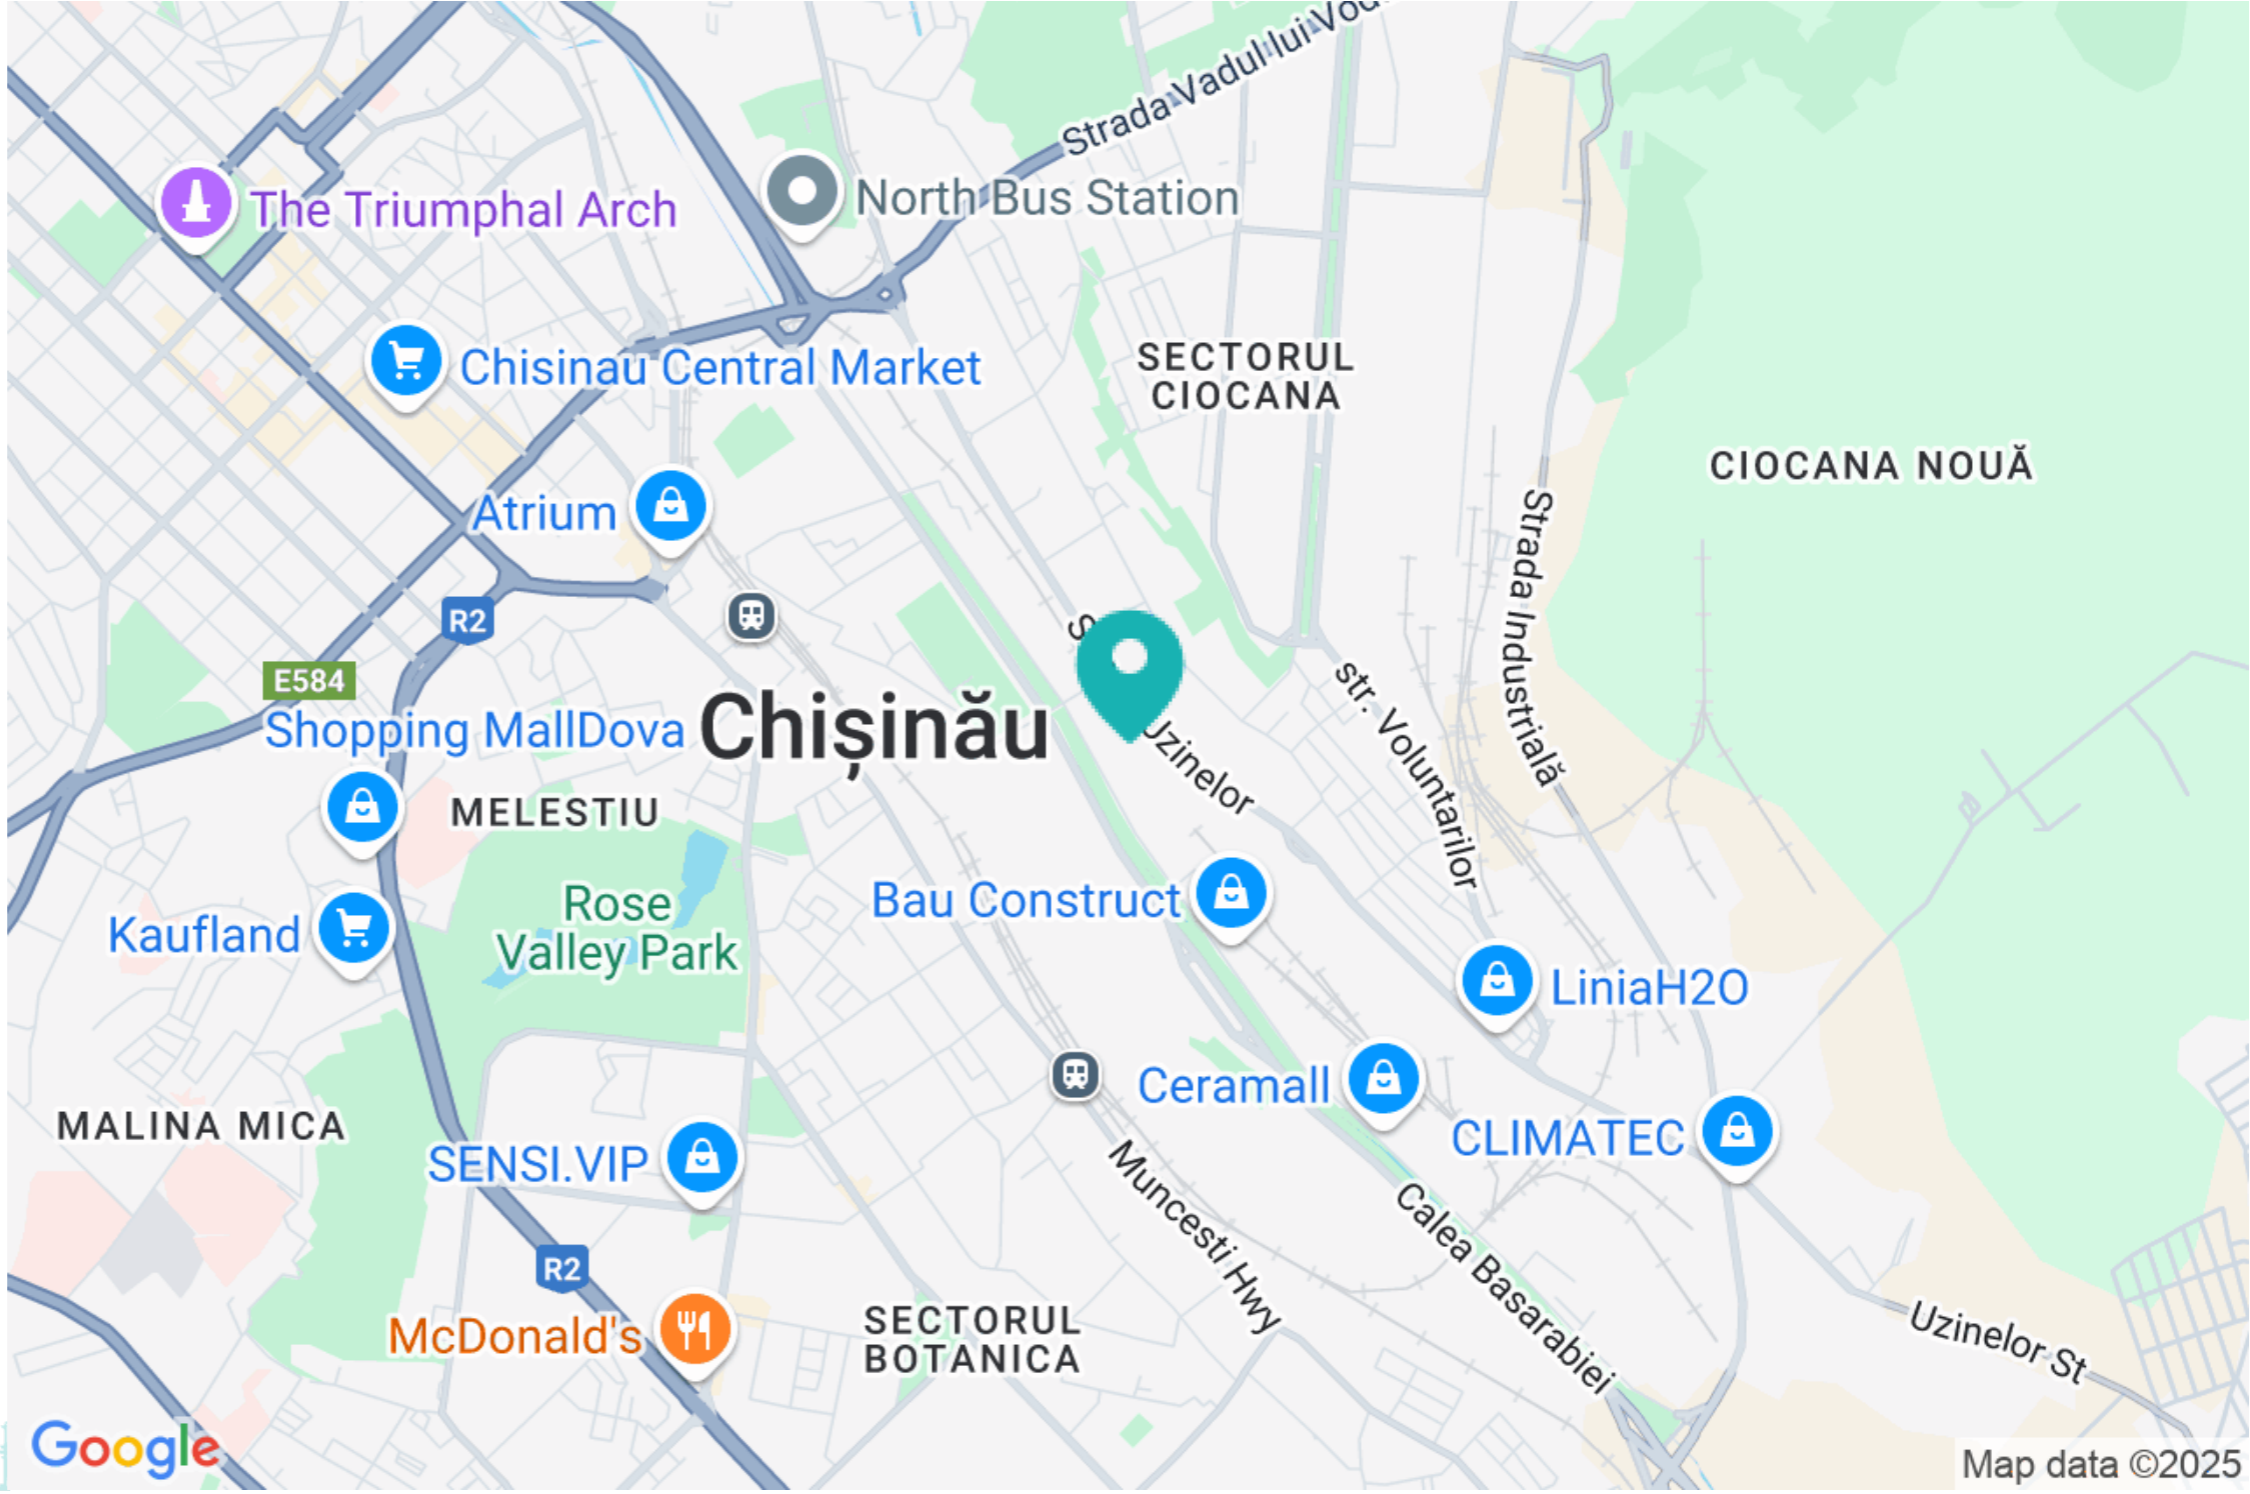 Strada Vadul lui Vod
The Triumphal Arch
North Bus Station
Chisinau Central Market
SECTORUL
CIOCANA
CIOCANA NOUĂ
Atrium
Strada Industrială
R2
E584
Shopping MallDova
Chișinău
Uzinelor
str. Voluntarilor
MELESTIU
Rose
Valley Park
Bau Construct
Kaufland
LiniaH2O
Ceramall
MALINA MICA
CLIMATEC
SENSI.VIP
Muncesti Hwy
Calea Basarabiei
R2
McDonald's
SECTORUL
BOTANICA
Uzinelor St
Google
Map data ©2025